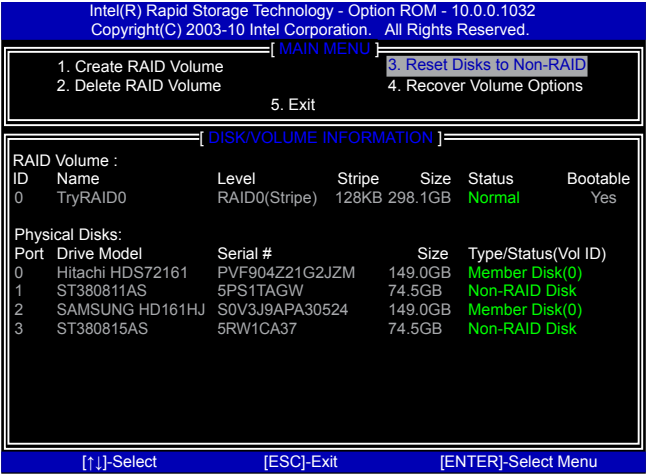 Intel(R) Rapid Storage Technology - Option ROM - 10.0.0.1032
Copyright(C) 2003-10 Intel Corporation. All Rights Reserved.
[ MAIN MENU ]
1. Create RAID Volume 3. Reset Disks to Non-RAID
2. Delete RAID Volume 4. Recover Volume Options
5. Exit
[ DISK/VOLUME INFORMATION ]
RAID Volume :
ID Name Level Stripe Size Status Bootable
0 TryRAID0 RAID0(Stripe) 128KB 298.1GB Normal Yes
Physical Disks:
Port Drive Model Serial # Size Type/Status(Vol ID)
0 Hitachi HDS72161 PVF904Z21G2JZM 149.0GB Member Disk(0)
1 ST380811AS 5PS1TAGW 74.5GB Non-RAID Disk
2 SAMSUNG HD161HJ S0V3J9APA30524 149.0GB Member Disk(0)
3 ST380815AS 5RW1CA37 74.5GB Non-RAID Disk
[↑↓]-Select [ESC]-Exit [ENTER]-Select Menu